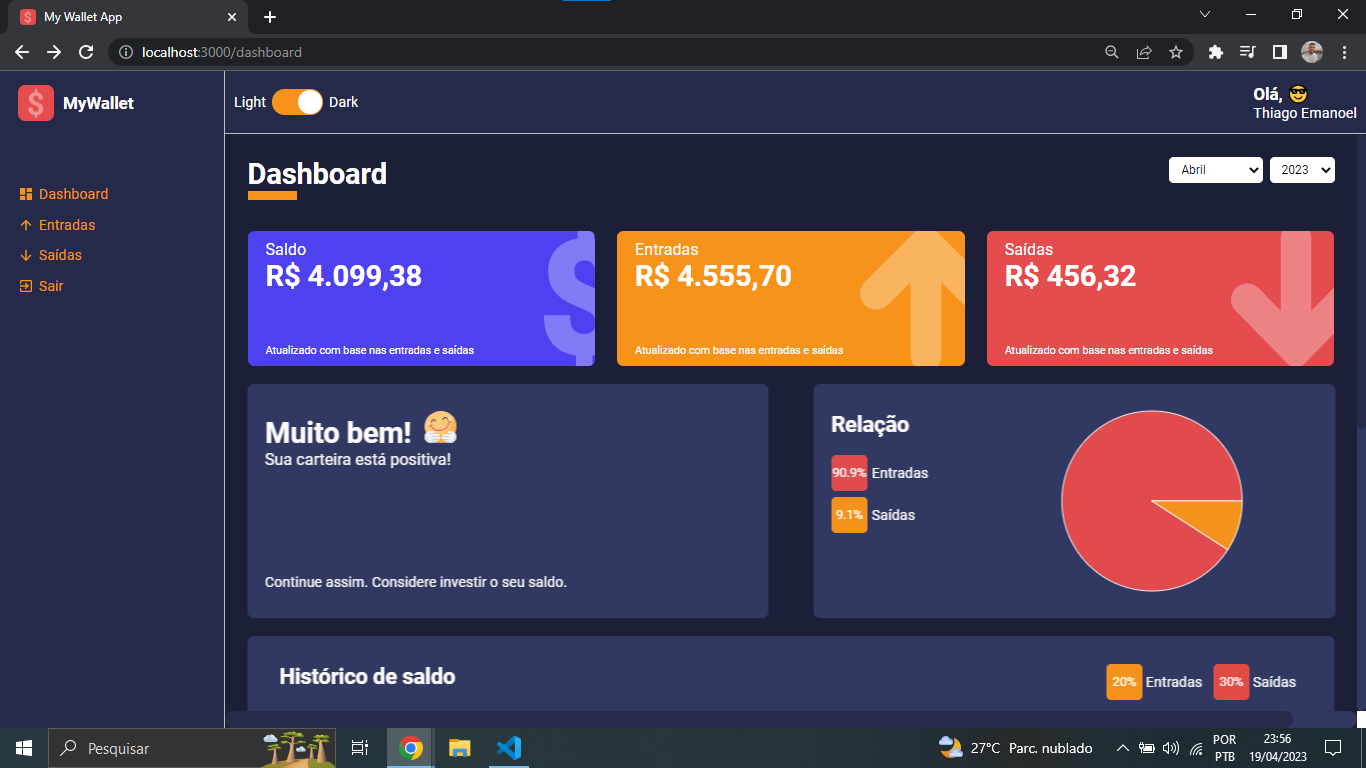 My Wallet App
localhost:3000/dashboard
MyWallet
Light
Dark
Olá, 😎
Thiago Emanoel
Dashboard
Entradas
Saídas
Sair
Dashboard
Abril
2023
Saldo
R$ 4.099,38
Atualizado com base nas entradas e saídas
Entradas
R$ 4.555,70
Atualizado com base nas entradas e saídas
Saídas
R$ 456,32
Atualizado com base nas entradas e saídas
Muito bem!
Sua carteira está positiva!
Continue assim. Considere investir o seu saldo.
Relação
90.9% Entradas
9.1% Saídas
Histórico de saldo
20% Entradas
30% Saídas
Pesquisar
27°C Parc. nublado
POR
PTB
23:56
19/04/2023